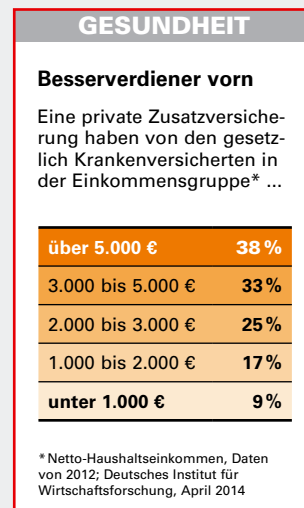 GESUNDHEIT
Besserverdiener vorn
Eine private Zusatzversiche-
rung haben von den gesetz-
lich Krankenversicherten in
der Einkommensgruppe* ...
über 5.000 € 38 %
3.000 bis 5.000 € 33 %
2.000 bis 3.000 € 25 %
1.000 bis 2.000 € 17 %
unter 1.000 € 9 %
* Netto-Haushaltseinkommen, Daten
von 2012; Deutsches Institut für
Wirtschaftsforschung, April 2014